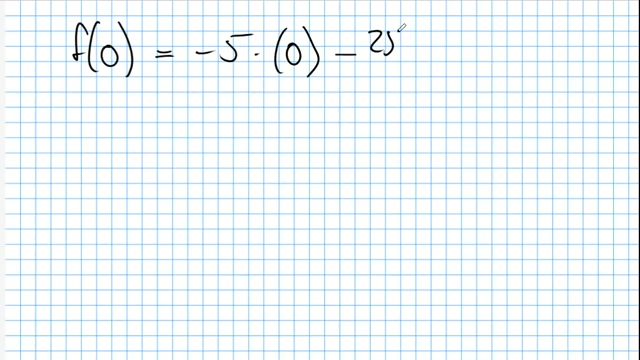 f(0) = -5 · (0) - 25